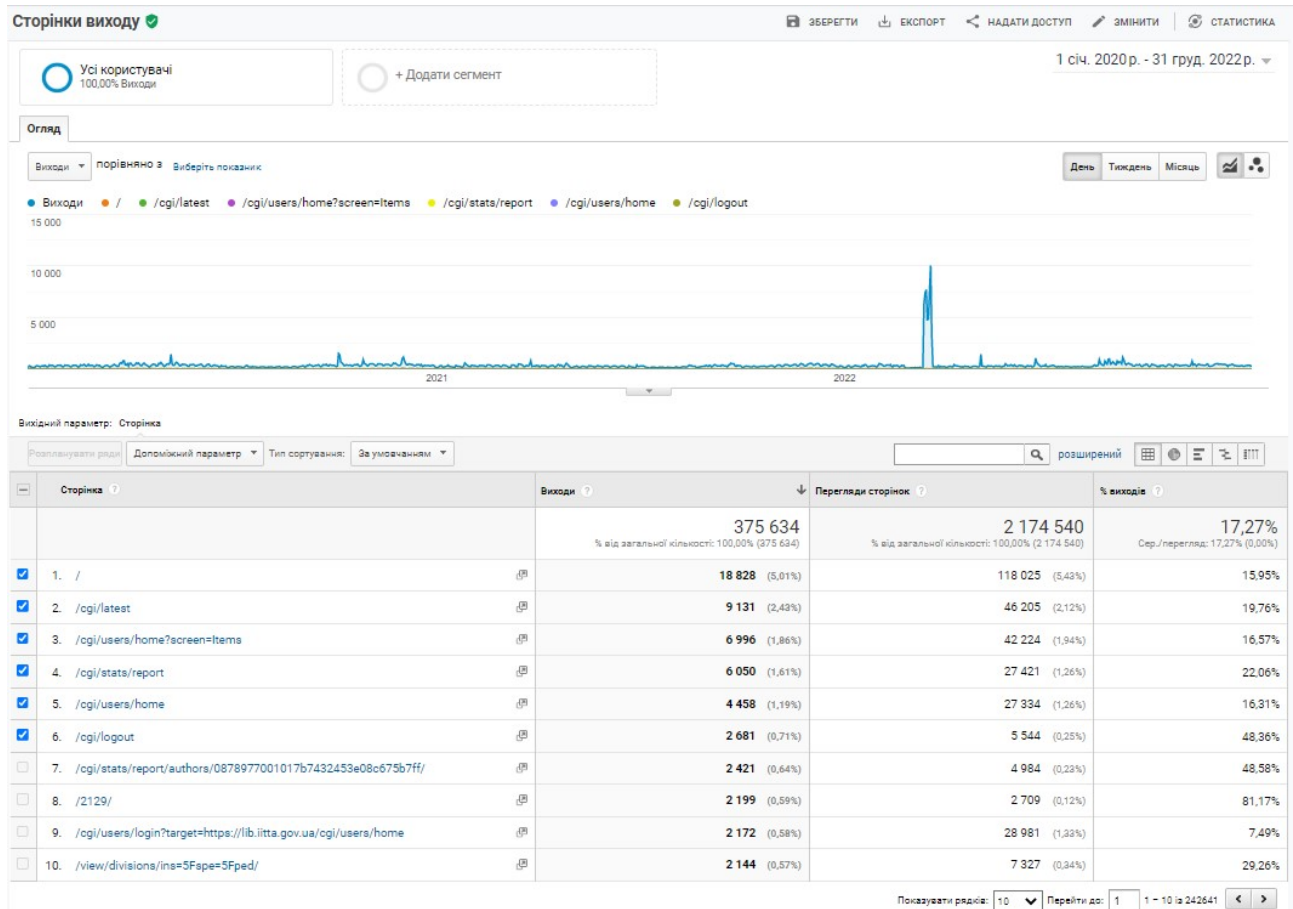 Сторінки виходу
ЗБЕРЕГТИ ЕКСПОРТ НАДАТИ ДОСТУП ЗМІНИТИ СТАТИСТИКА
Усі користувачі
100,00% Виходи
+ Додати сегмент
1 січ. 2020 р. - 31 груд. 2022 р.
Огляд
Виходи порівняно з Виберіть показник
День Тиждень Місяць
Виходи / /cgi/latest /cgi/users/home?screen=Items /cgi/stats/report /cgi/users/home /cgi/logout
15 000
10 000
5 000
2021 2022
Вихідний параметр: Сторінка
Розпланувати ряди Допоміжний параметр Тип сортування: За умовчанням розширений
Сторінка ? Виходи ? Перегляди сторінок ? % виходів ?
375 634 2 174 540 17,27%
% від загальної кількості: 100,00% (375 634) % від загальної кількості: 100,00% (2 174 540) Сер./перегляд: 17,27% (0,00%)
1. / 18 828 (5,01%) 118 025 (5,43%) 15,95%
2. /cgi/latest 9 131 (2,43%) 46 205 (2,12%) 19,76%
3. /cgi/users/home?screen=Items 6 996 (1,86%) 42 224 (1,94%) 16,57%
4. /cgi/stats/report 6 050 (1,61%) 27 421 (1,26%) 22,06%
5. /cgi/users/home 4 458 (1,19%) 27 334 (1,26%) 16,31%
6. /cgi/logout 2 681 (0,71%) 5 544 (0,25%) 48,36%
7. /cgi/stats/report/authors/0878977001017b7432453e08c675b7ff/ 2 421 (0,64%) 4 984 (0,23%) 48,58%
8. /2129/ 2 199 (0,59%) 2 709 (0,12%) 81,17%
9. /cgi/users/login?target=https://lib.iitta.gov.ua/cgi/users/home 2 172 (0,58%) 28 981 (1,33%) 7,49%
10. /view/divisions/ins=5Fspe=5Fped/ 2 144 (0,57%) 7 327 (0,34%) 29,26%
Показувати рядків: 10 Перейти до: 1 1 – 10 із 242641